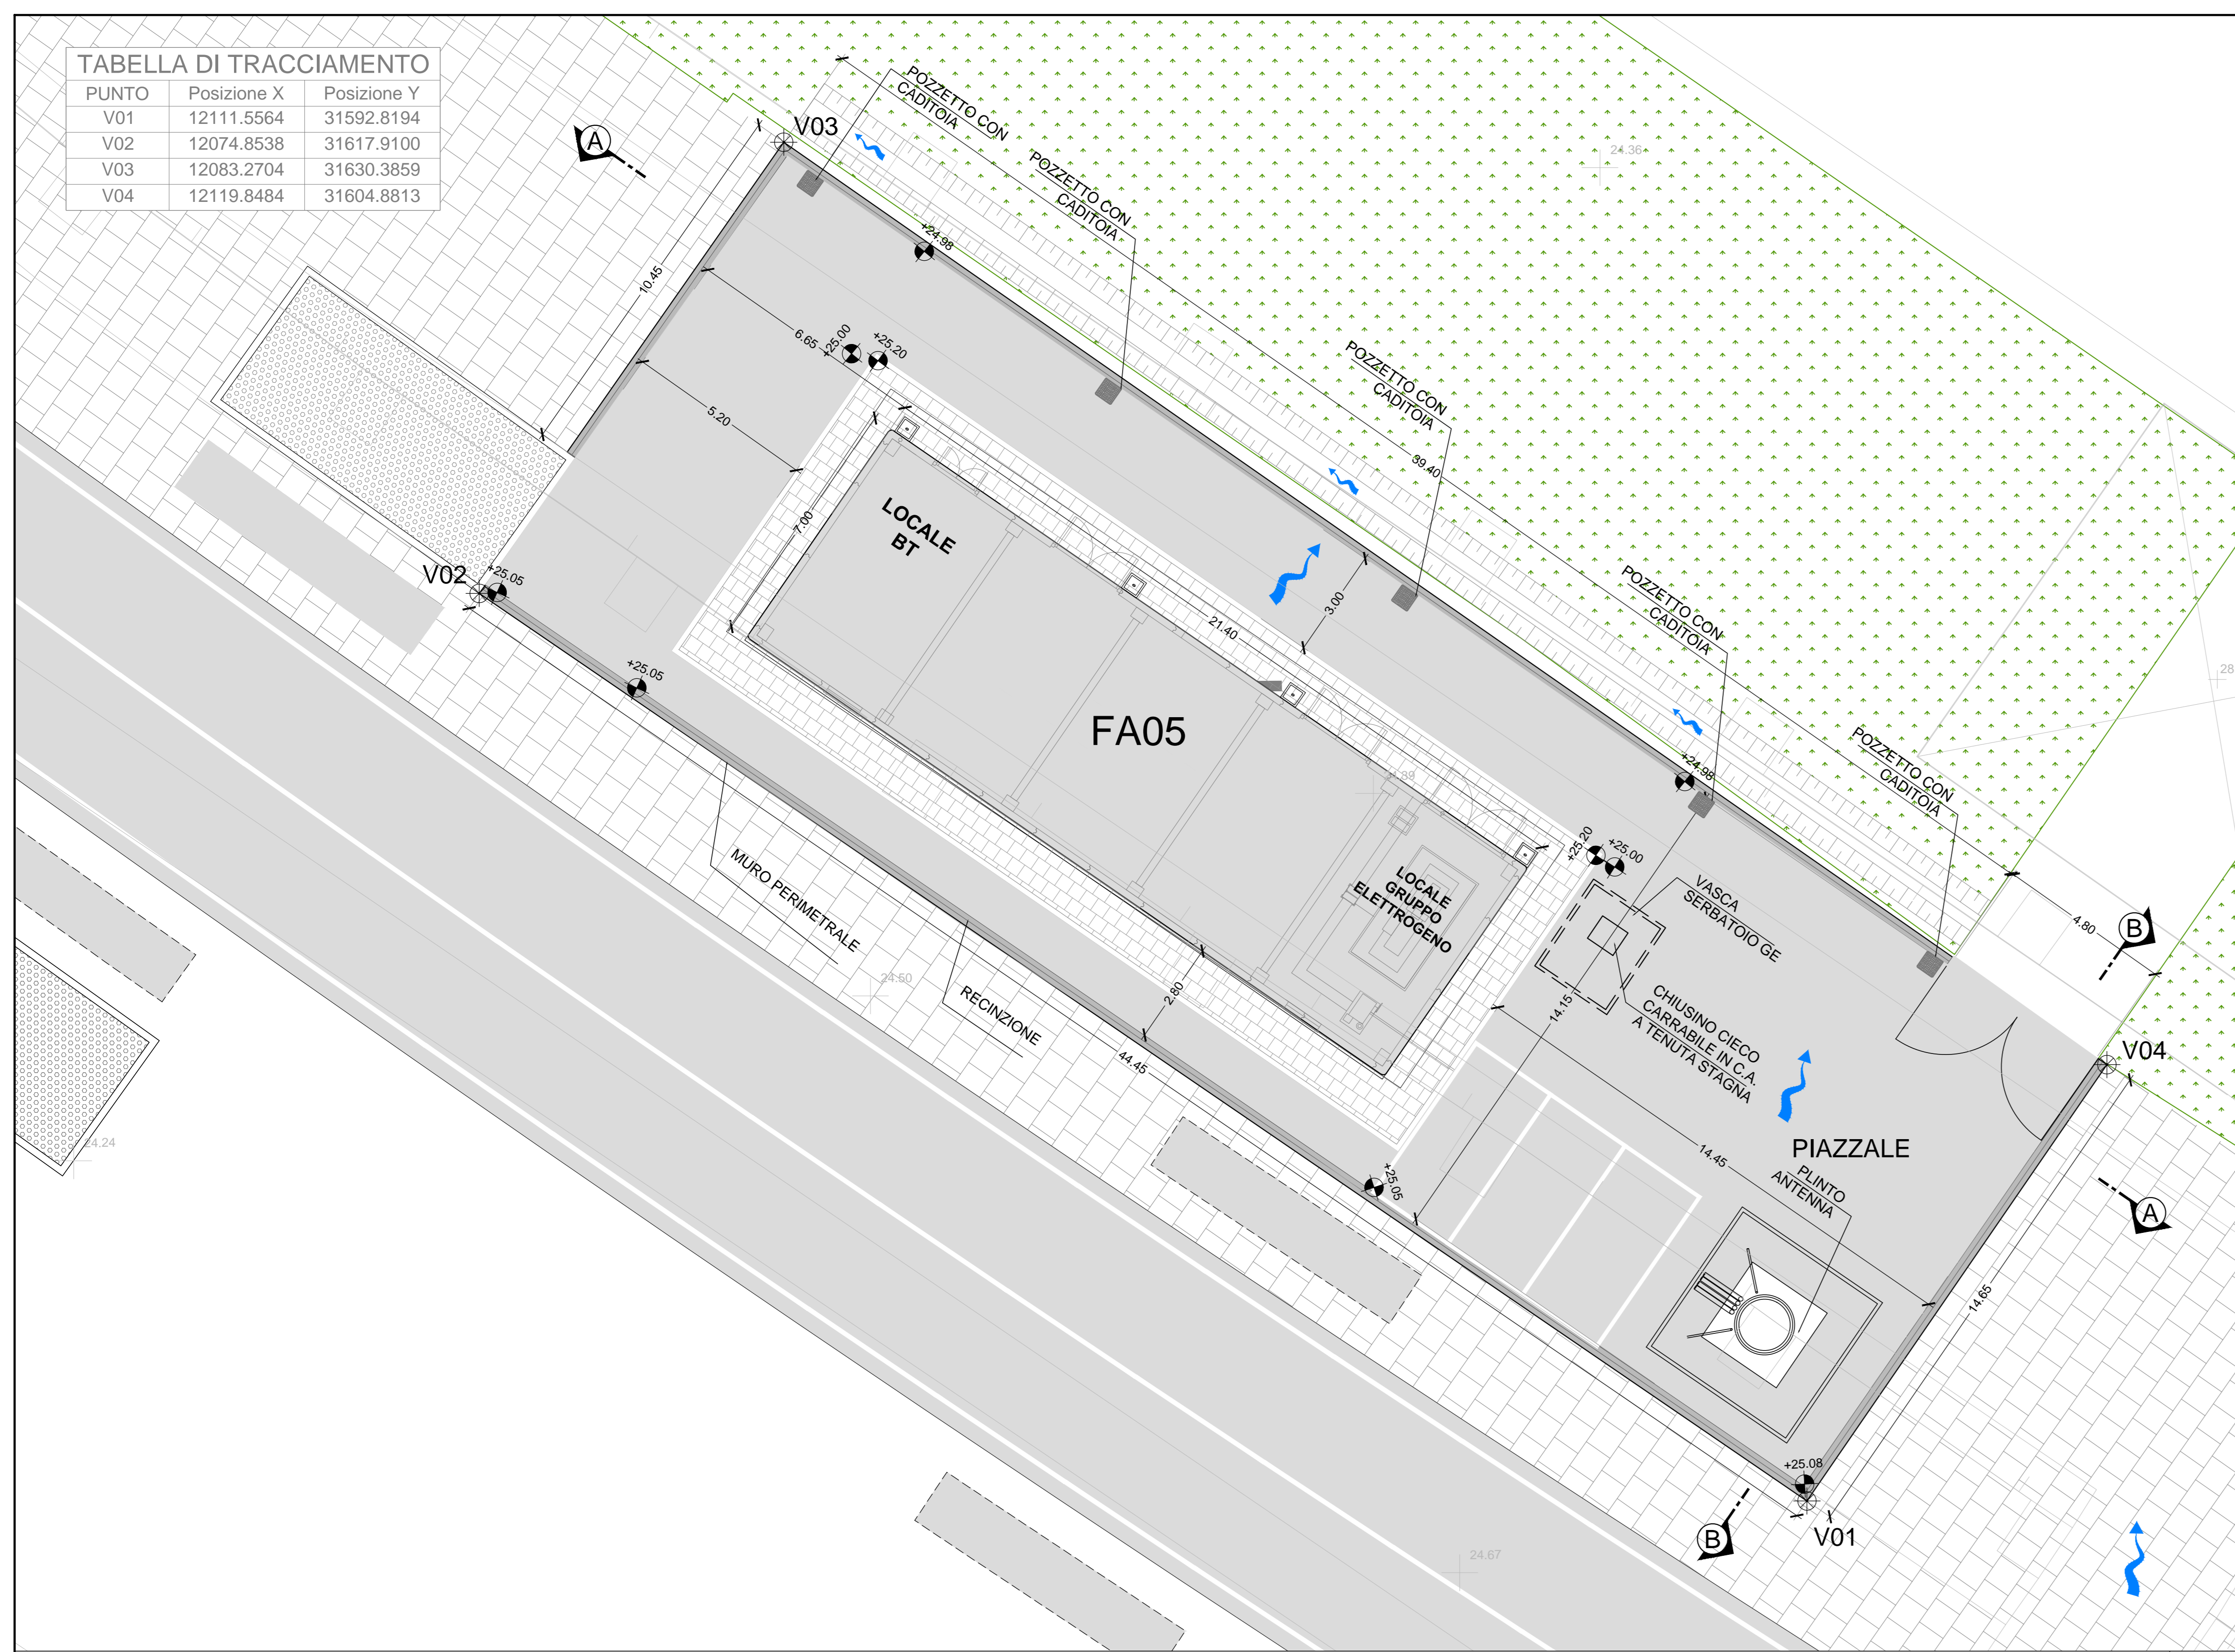 TABELLA DI TRACCIAMENTO
PUNTO Posizione X Posizione Y
V01 12111.5564 31592.8194
V02 12074.8538 31617.9100
V03 12083.2704 31630.3859
V04 12119.8484 31604.8813
A
V03
POZZETTO CON
CADITOIA
POZZETTO CON
CADITOIA
24.36
+24.98
10.45
6.65
+25.00
+25.20
5.20
POZZETTO CON
CADITOIA
39.40
7.00
LOCALE
BT
V02
+25.05
3.00
21.40
POZZETTO CON
CADITOIA
28
+25.05
FA05
+24.98
POZZETTO CON
CADITOIA
+25.20
+25.00
MURO PERIMETRALE
LOCALE
GRUPPO
ELETTROGENO
VASCA
SERBATOIO GE
4.80
B
24.50
RECINZIONE
2.80
14.15
CHIUSINO CIECO
CARRABILE IN C.A.
A TENUTA STAGNA
V04
44.45
24.24
PIAZZALE
14.45
+25.05
PLINTO
ANTENNA
A
14.65
+25.08
B
V01
24.67